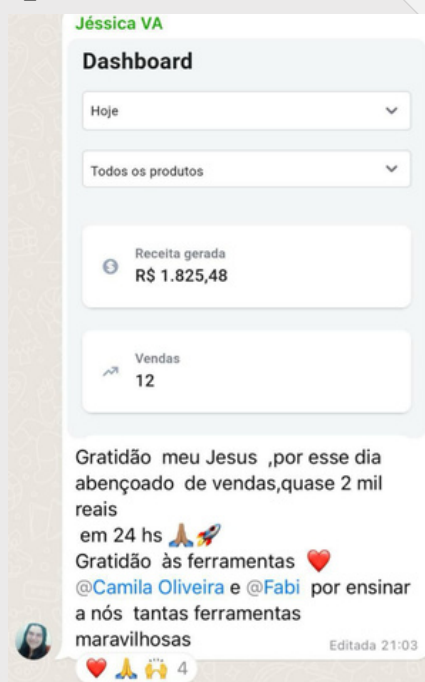 Jéssica VA
Dashboard
Hoje
Todos os produtos
Receita gerada
R$ 1.825,48
Vendas
12
Gratidão meu Jesus ,por esse dia
abençoado de vendas,quase 2 mil
reais
em 24 hs 🙏🏽🚀
Gratidão às ferramentas ❤️
@Camila Oliveira e @Fabi por ensinar
a nós tantas ferramentas
maravilhosas
Editada 21:03
❤️🙏🙌 4